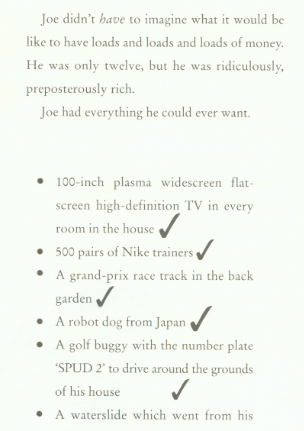 Joe didn't have to imagine what it would be
like to have loads and loads and loads of money.
He was only twelve, but he was ridiculously,
preposterously rich.
Joe had everything he could ever want.
• 100-inch plasma widescreen flat-
screen high-definition TV in every
room in the house ✓
• 500 pairs of Nike trainers ✓
• A grand-prix race track in the back
garden ✓
• A robot dog from Japan ✓
• A golf buggy with the number plate
'SPUD 2' to drive around the grounds
of his house ✓
• A waterslide which went from his